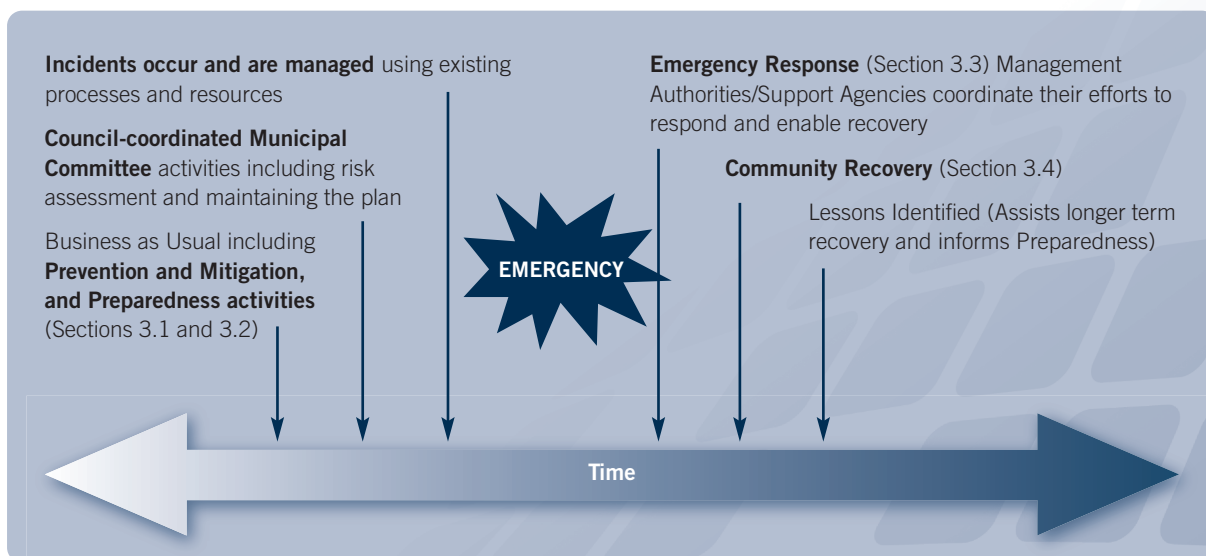 Incidents occur and are managed using existing
processes and resources
Council-coordinated Municipal
Committee activities including risk
assessment and maintaining the plan
Business as Usual including
Prevention and Mitigation,
and Preparedness activities
(Sections 3.1 and 3.2)
EMERGENCY
Emergency Response (Section 3.3) Management
Authorities/Support Agencies coordinate their efforts to
respond and enable recovery
Community Recovery (Section 3.4)
Lessons Identified (Assists longer term
recovery and informs Preparedness)
Time